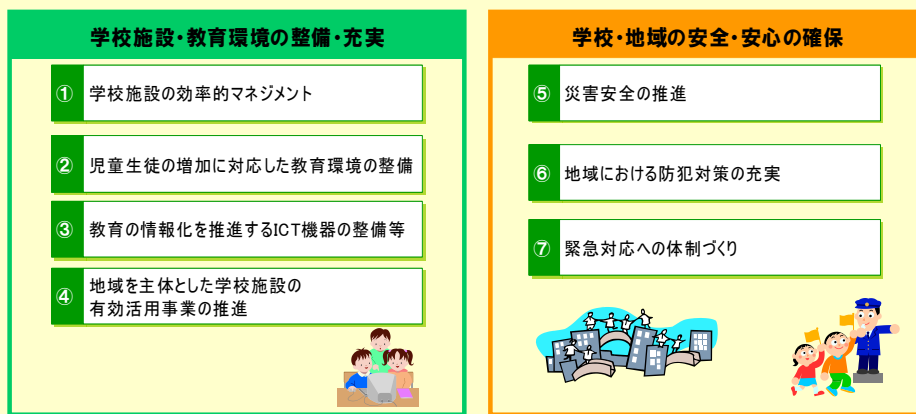 学校施設・教育環境の整備・充実
① 学校施設の効率的マネジメント
② 児童生徒の増加に対応した教育環境の整備
③ 教育の情報化を推進するICT機器の整備等
④ 地域を主体とした学校施設の
有効活用事業の推進
学校・地域の安全・安心の確保
⑤ 災害安全の推進
⑥ 地域における防犯対策の充実
⑦ 緊急対応への体制づくり